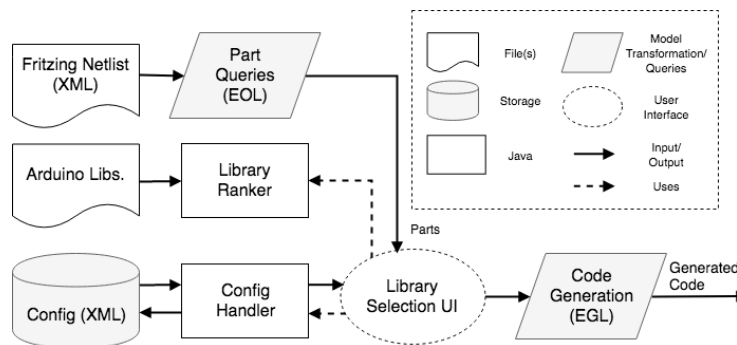 Fritzing Netlist
(XML)
Part
Queries
(EOL)
File(s)
Model
Transformation/
Queries
Storage
User
Interface
Java
Input/
Output
Uses
Arduino Libs.
Library
Ranker
Parts
Config (XML)
Config
Handler
Library
Selection UI
Code
Generation
(EGL)
Generated
Code